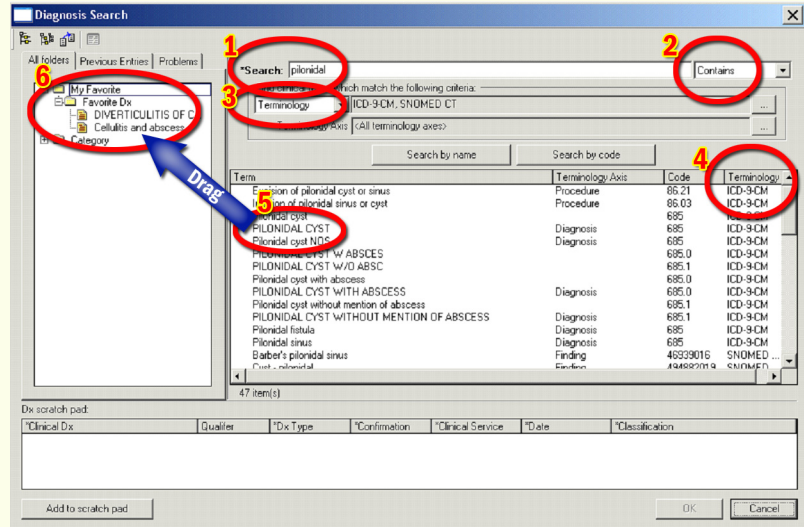 Diagnosis Search
All folders Previous Entries Problems
1
2
*Search: pilonidal
Contains
6
My Favorite
Favorite Dx
DIVERTICULITIS OF C
Cellulitis and abscess
Category
Drag
which match the following criteria:
3
Terminology ICD-9-CM, SNOMED CT ...
Terminology Axis <All terminology axes> ...
Search by name Search by code
4
Term Terminology Axis Code Terminology
Excision of pilonidal cyst or sinus Procedure 86.21 ICD-9-CM
of pilonidal sinus or cyst Procedure 86.03 ICD-9-CM
5
Pilonidal cyst 685 ICD-9-CM
PILONIDAL CYST Diagnosis 685 ICD-9-CM
Pilonidal cyst NOS Diagnosis 685 ICD-9-CM
PILONIDAL CYST W ABSCES 685.0 ICD-9-CM
PILONIDAL CYST W/O ABSC 685.1 ICD-9-CM
Pilonidal cyst with abscess 685.0 ICD-9-CM
PILONIDAL CYST WITH ABSCESS Diagnosis 685.0 ICD-9-CM
Pilonidal cyst without mention of abscess 685.1 ICD-9-CM
PILONIDAL CYST WITHOUT MENTION OF ABSCESS Diagnosis 685.1 ICD-9-CM
Pilonidal fistula Diagnosis 685 ICD-9-CM
Pilonidal sinus Diagnosis 685 ICD-9-CM
Barber's pilonidal sinus Finding 46939016 SNOMED ...
Cyst - pilonidal Finding 494882019 SNOMED ...
47 item(s)
Dx scratch pad:
*Clinical Dx Qualifer *Dx Type *Confirmation *Clinical Service *Date *Classification
Add to scratch pad OK Cancel